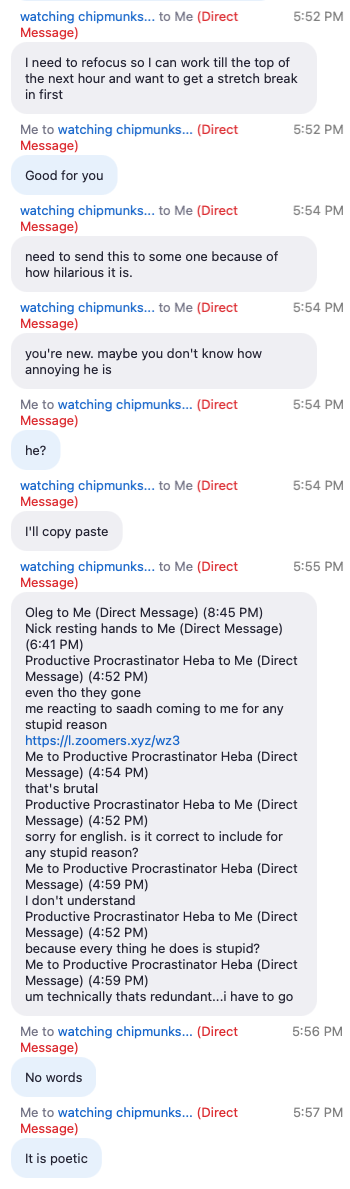 watching chipmunks... to Me (Direct 5:52 PM
Message)
I need to refocus so I can work till the top of
the next hour and want to get a stretch break
in first
Me to watching chipmunks... (Direct 5:52 PM
Message)
Good for you
watching chipmunks... to Me (Direct 5:54 PM
Message)
need to send this to some one because of
how hilarious it is.
watching chipmunks... to Me (Direct 5:54 PM
Message)
you're new. maybe you don't know how
annoying he is
Me to watching chipmunks... (Direct 5:54 PM
Message)
he?
watching chipmunks... to Me (Direct 5:54 PM
Message)
I'll copy paste
watching chipmunks... to Me (Direct 5:55 PM
Message)
Oleg to Me (Direct Message) (8:45 PM)
Nick resting hands to Me (Direct Message)
(6:41 PM)
Productive Procrastinator Heba to Me (Direct
Message) (4:52 PM)
even tho they gone
me reacting to saadh coming to me for any
stupid reason
https://l.zoomers.xyz/wz3
Me to Productive Procrastinator Heba (Direct
Message) (4:54 PM)
that's brutal
Productive Procrastinator Heba to Me (Direct
Message) (4:52 PM)
sorry for english. is it correct to include for
any stupid reason?
Me to Productive Procrastinator Heba (Direct
Message) (4:59 PM)
I don't understand
Productive Procrastinator Heba to Me (Direct
Message) (4:52 PM)
because every thing he does is stupid?
Me to Productive Procrastinator Heba (Direct
Message) (4:59 PM)
um technically thats redundant...i have to go
Me to watching chipmunks... (Direct 5:56 PM
Message)
No words
Me to watching chipmunks... (Direct 5:57 PM
Message)
It is poetic